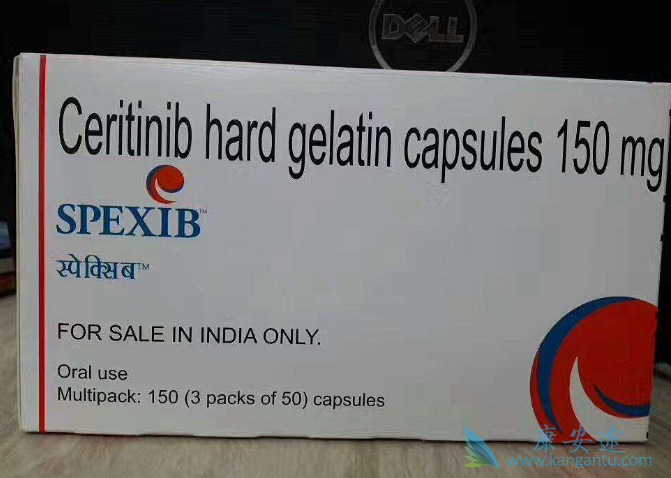 DELL
Ceritinib hard gelatin capsules 150 mg
SPEXIB™
स्पेक्सिब™
FOR SALE IN INDIA ONLY.
Oral use
Multipack: 150 (3 packs of 50) capsules
康安途
www.kangantu.com